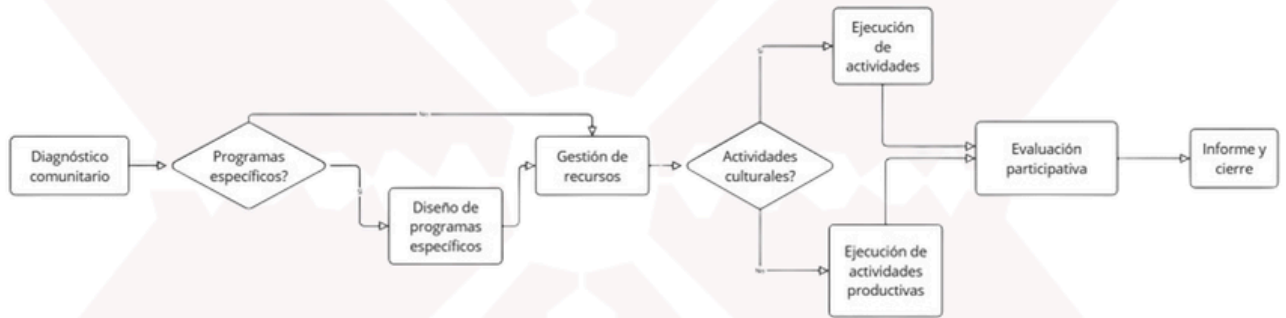 Diagnóstico
comunitario
Programas
específicos?
No
Diseño de
programas
específicos
Gestión de
recursos
Actividades
culturales?
Ejecución
de
actividades
Ejecución de
actividades
productivas
Evaluación
participativa
Informe y
cierre